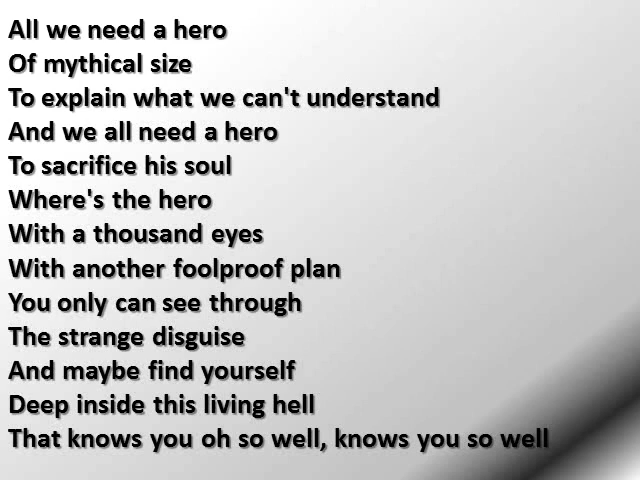 All we need a hero
Of mythical size
To explain what we can't understand
And we all need a hero
To sacrifice his soul
Where's the hero
With a thousand eyes
With another foolproof plan
You only can see through
The strange disguise
And maybe find yourself
Deep inside this living hell
That knows you oh so well, knows you so well